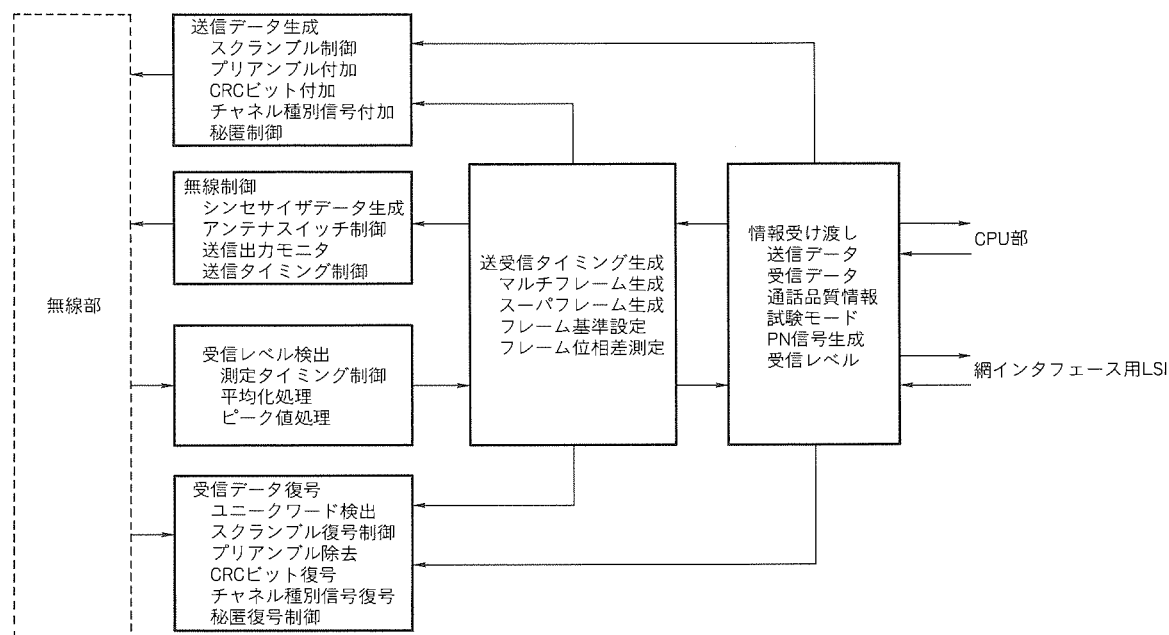 送信データ生成
スクランブル制御
プリアンブル付加
CRCビット付加
チャネル種別信号付加
秘匿制御
無線制御
シンセサイザデータ生成
アンテナスイッチ制御
送信出力モニタ
送信タイミング制御
無線部
受信レベル検出
測定タイミング制御
平均化処理
ピーク値処理
受信データ復号
ユニークワード検出
スクランブル復号制御
プリアンブル除去
CRCビット復号
チャネル種別信号復号
秘匿復号制御
送受信タイミング生成
マルチフレーム生成
スーパフレーム生成
フレーム基準設定
フレーム位相差測定
情報受け渡し
送信データ
受信データ
通話品質情報
試験モード
PN信号生成
受信レベル
CPU部
網インタフェース用LSI